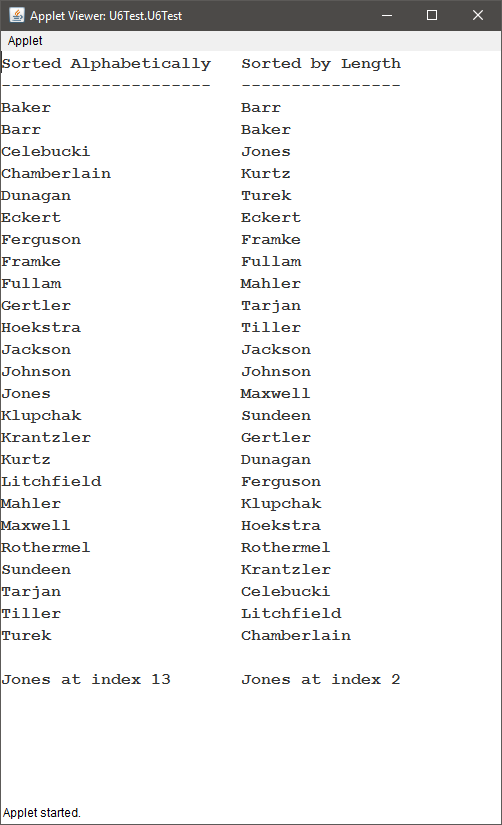 Applet Viewer: U6Test.U6Test
Applet
Sorted Alphabetically   Sorted by Length
---------------------   ----------------
Baker                   Barr
Barr                    Baker
Celebucki               Jones
Chamberlain             Kurtz
Dunagan                 Turek
Eckert                  Eckert
Ferguson                Framke
Framke                  Fullam
Fullam                  Mahler
Gertler                 Tarjan
Hoekstra                Tiller
Jackson                 Jackson
Johnson                 Johnson
Jones                   Maxwell
Klupchak                Sundeen
Krantzler               Gertler
Kurtz                   Dunagan
Litchfield              Ferguson
Mahler                  Klupchak
Maxwell                 Hoekstra
Rothermel               Rothermel
Sundeen                 Krantzler
Tarjan                  Celebucki
Tiller                  Litchfield
Turek                   Chamberlain
Jones at index 13       Jones at index 2
Applet started.